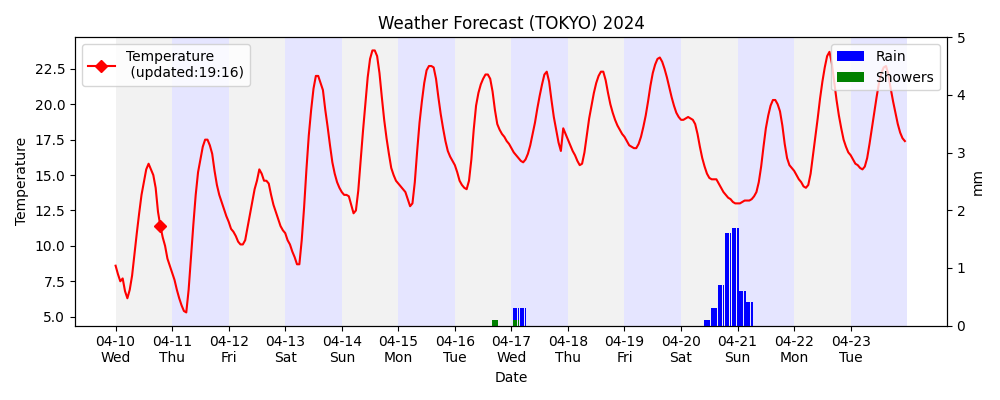 Weather Forecast (TOKYO) 2024
Temperature
(updated:19:16)
Rain
Showers
Temperature
22.5
20.0
17.5
15.0
12.5
10.0
7.5
5.0
5
4
3
2
1
0
mm
04-10 04-11 04-12 04-13 04-14 04-15 04-16 04-17 04-18 04-19 04-20 04-21 04-22 04-23
Wed Thu Fri Sat Sun Mon Tue Wed Thu Fri Sat Sun Mon Tue
Date